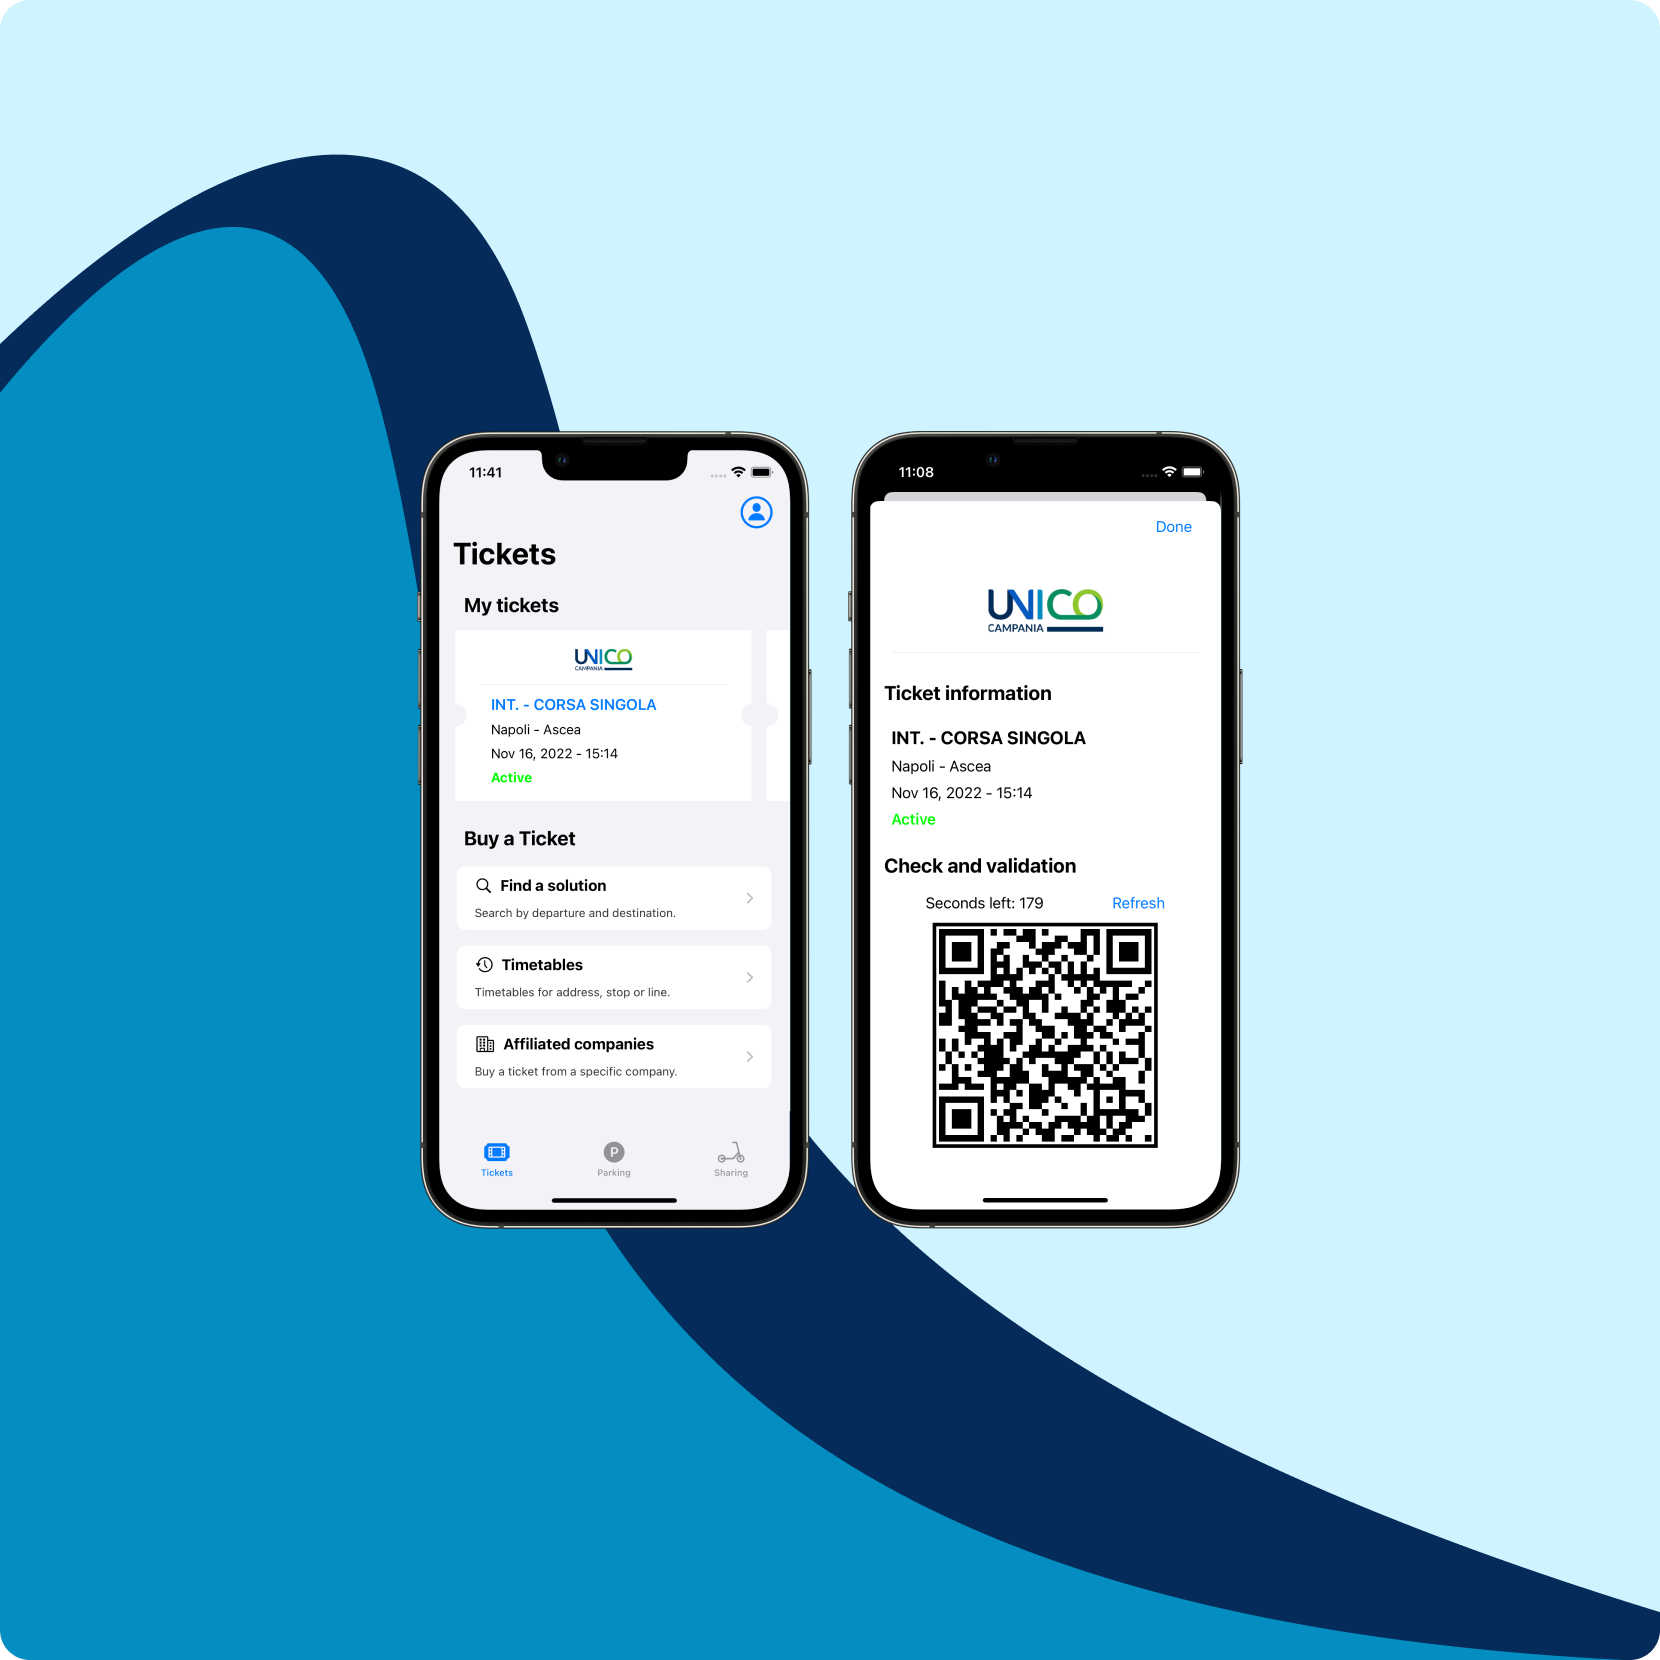 11:41
Tickets
My tickets
UNICO
CAMPANIA
INT. - CORSA SINGOLA
Napoli - Ascea
Nov 16, 2022 - 15:14
Active
Buy a Ticket
Find a solution
Search by departure and destination.
Timetables
Timetables for address, stop or line.
Affiliated companies
Buy a ticket from a specific company.
P
Tickets Parking Sharing
11:08
Done
UNICO
CAMPANIA
Ticket information
INT. - CORSA SINGOLA
Napoli - Ascea
Nov 16, 2022 - 15:14
Active
Check and validation
Seconds left: 179 Refresh